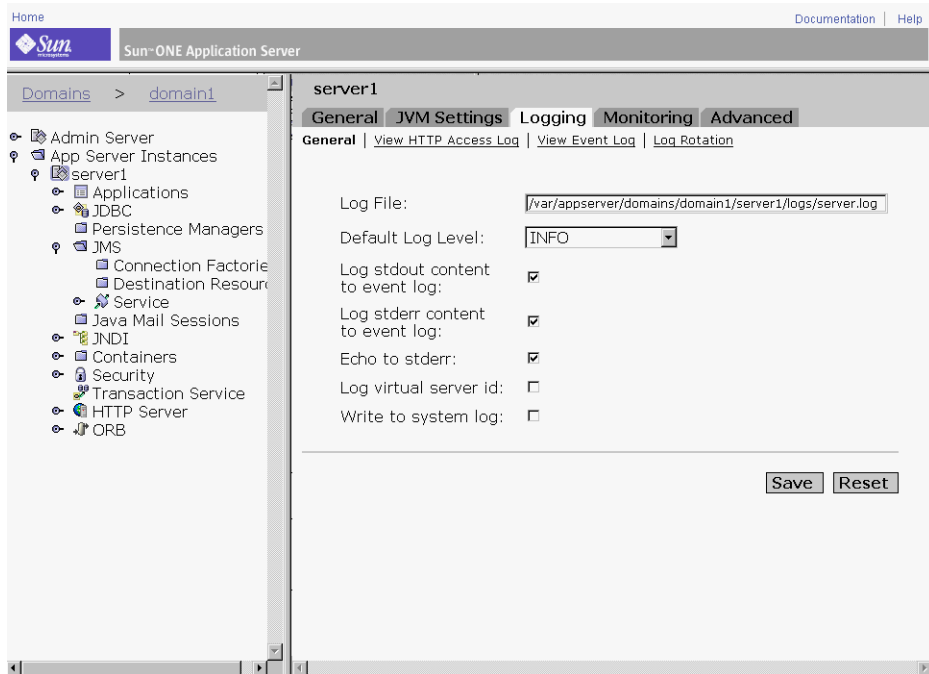 Home
Documentation | Help
Sun
microsystems
Sun™ ONE Application Server
Domains > domain1
Admin Server
App Server Instances
server1
Applications
JDBC
Persistence Managers
JMS
Connection Factorie
Destination Resour
Service
Java Mail Sessions
JNDI
Containers
Security
Transaction Service
HTTP Server
ORB
server1
General JVM Settings Logging Monitoring Advanced
General | View HTTP Access Log | View Event Log | Log Rotation
Log File: /var/appserver/domains/domain1/server1/logs/server.log
Default Log Level: INFO
Log stdout content
to event log:
Log stderr content
to event log:
Echo to stderr:
Log virtual server id:
Write to system log:
Save Reset